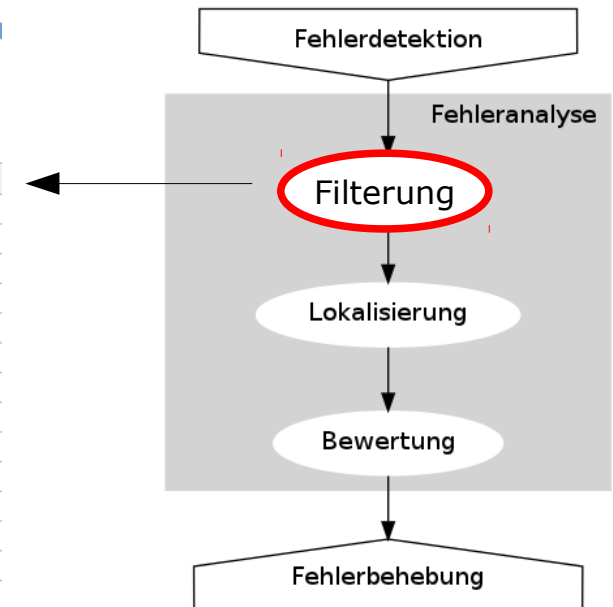 Fehlerdetektion
Fehleranalyse
Filterung
Lokalisierung
Bewertung
Fehlerbehebung